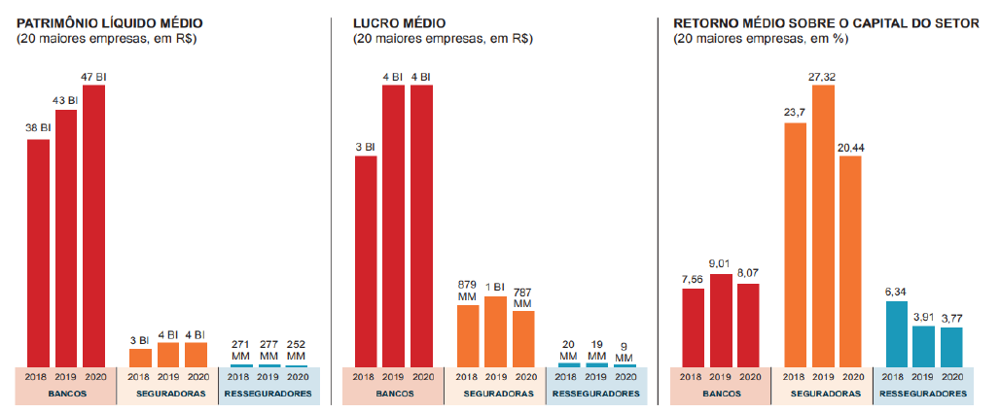 PATRIMÔNIO LÍQUIDO MÉDIO
(20 maiores empresas, em R$)
47 BI
43 BI
38 BI
3 BI
4 BI
4 BI
271
MM
277
MM
252
MM
2018 2019 2020
2018 2019 2020
2018 2019 2020
BANCOS
SEGURADORAS
RESSEGURADORES
LUCRO MÉDIO
(20 maiores empresas, em R$)
4 BI
4 BI
3 BI
879
MM
1 BI
787
MM
20
MM
19
MM
9
MM
2018 2019 2020
2018 2019 2020
2018 2019 2020
BANCOS
SEGURADORAS
RESSEGURADORES
RETORNO MÉDIO SOBRE O CAPITAL DO SETOR
(20 maiores empresas, em %)
27,32
23,7
20,44
7,56
9,01
8,07
6,34
3,91
3,77
2018 2019 2020
2018 2019 2020
2018 2019 2020
BANCOS
SEGURADORAS
RESSEGURADORES